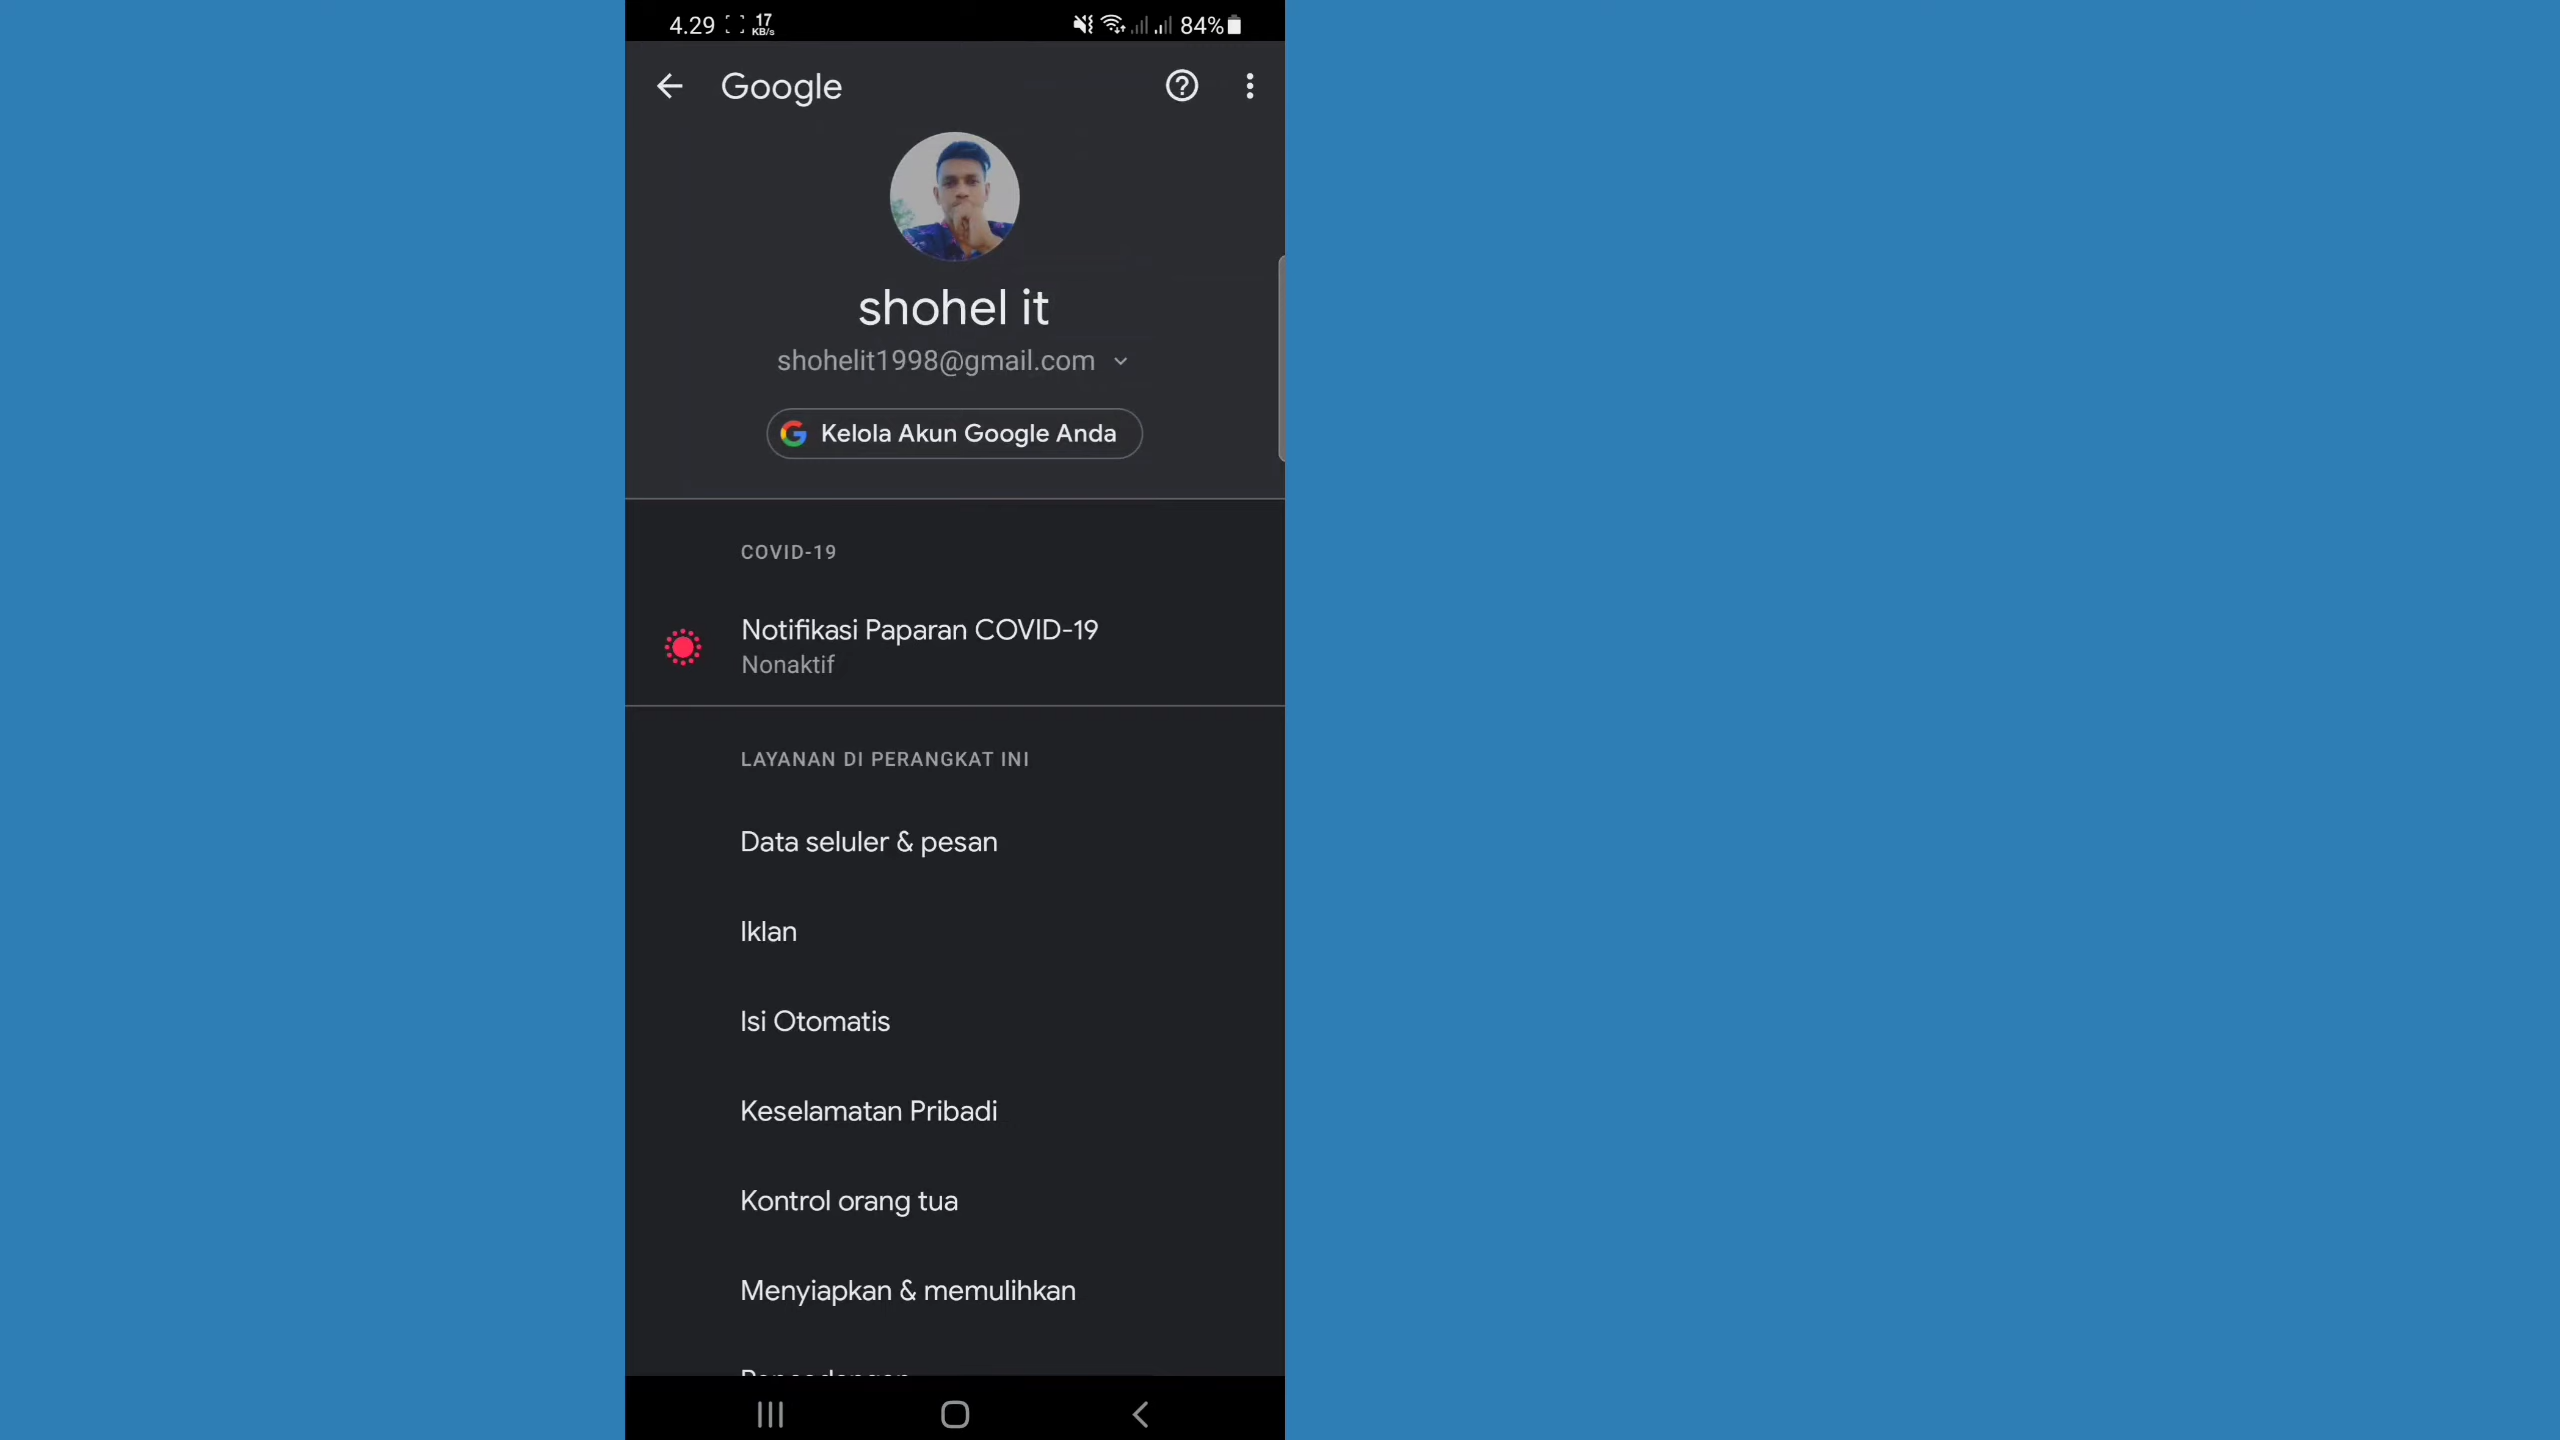 4.29 17 KB/s 84%
Google
shohel it
shohelit1998@gmail.com
Kelola Akun Google Anda
COVID-19
Notifikasi Paparan COVID-19
Nonaktif
LAYANAN DI PERANGKAT INI
Data seluler & pesan
Iklan
Isi Otomatis
Keselamatan Pribadi
Kontrol orang tua
Menyiapkan & memulihkan